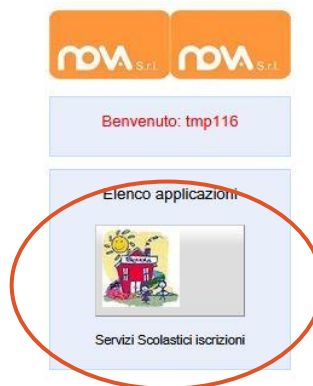 NOVA S.r.l. NOVA S.r.l.
Benvenuto: tmp116
Elenco applicazioni
Servizi Scolastici iscrizioni